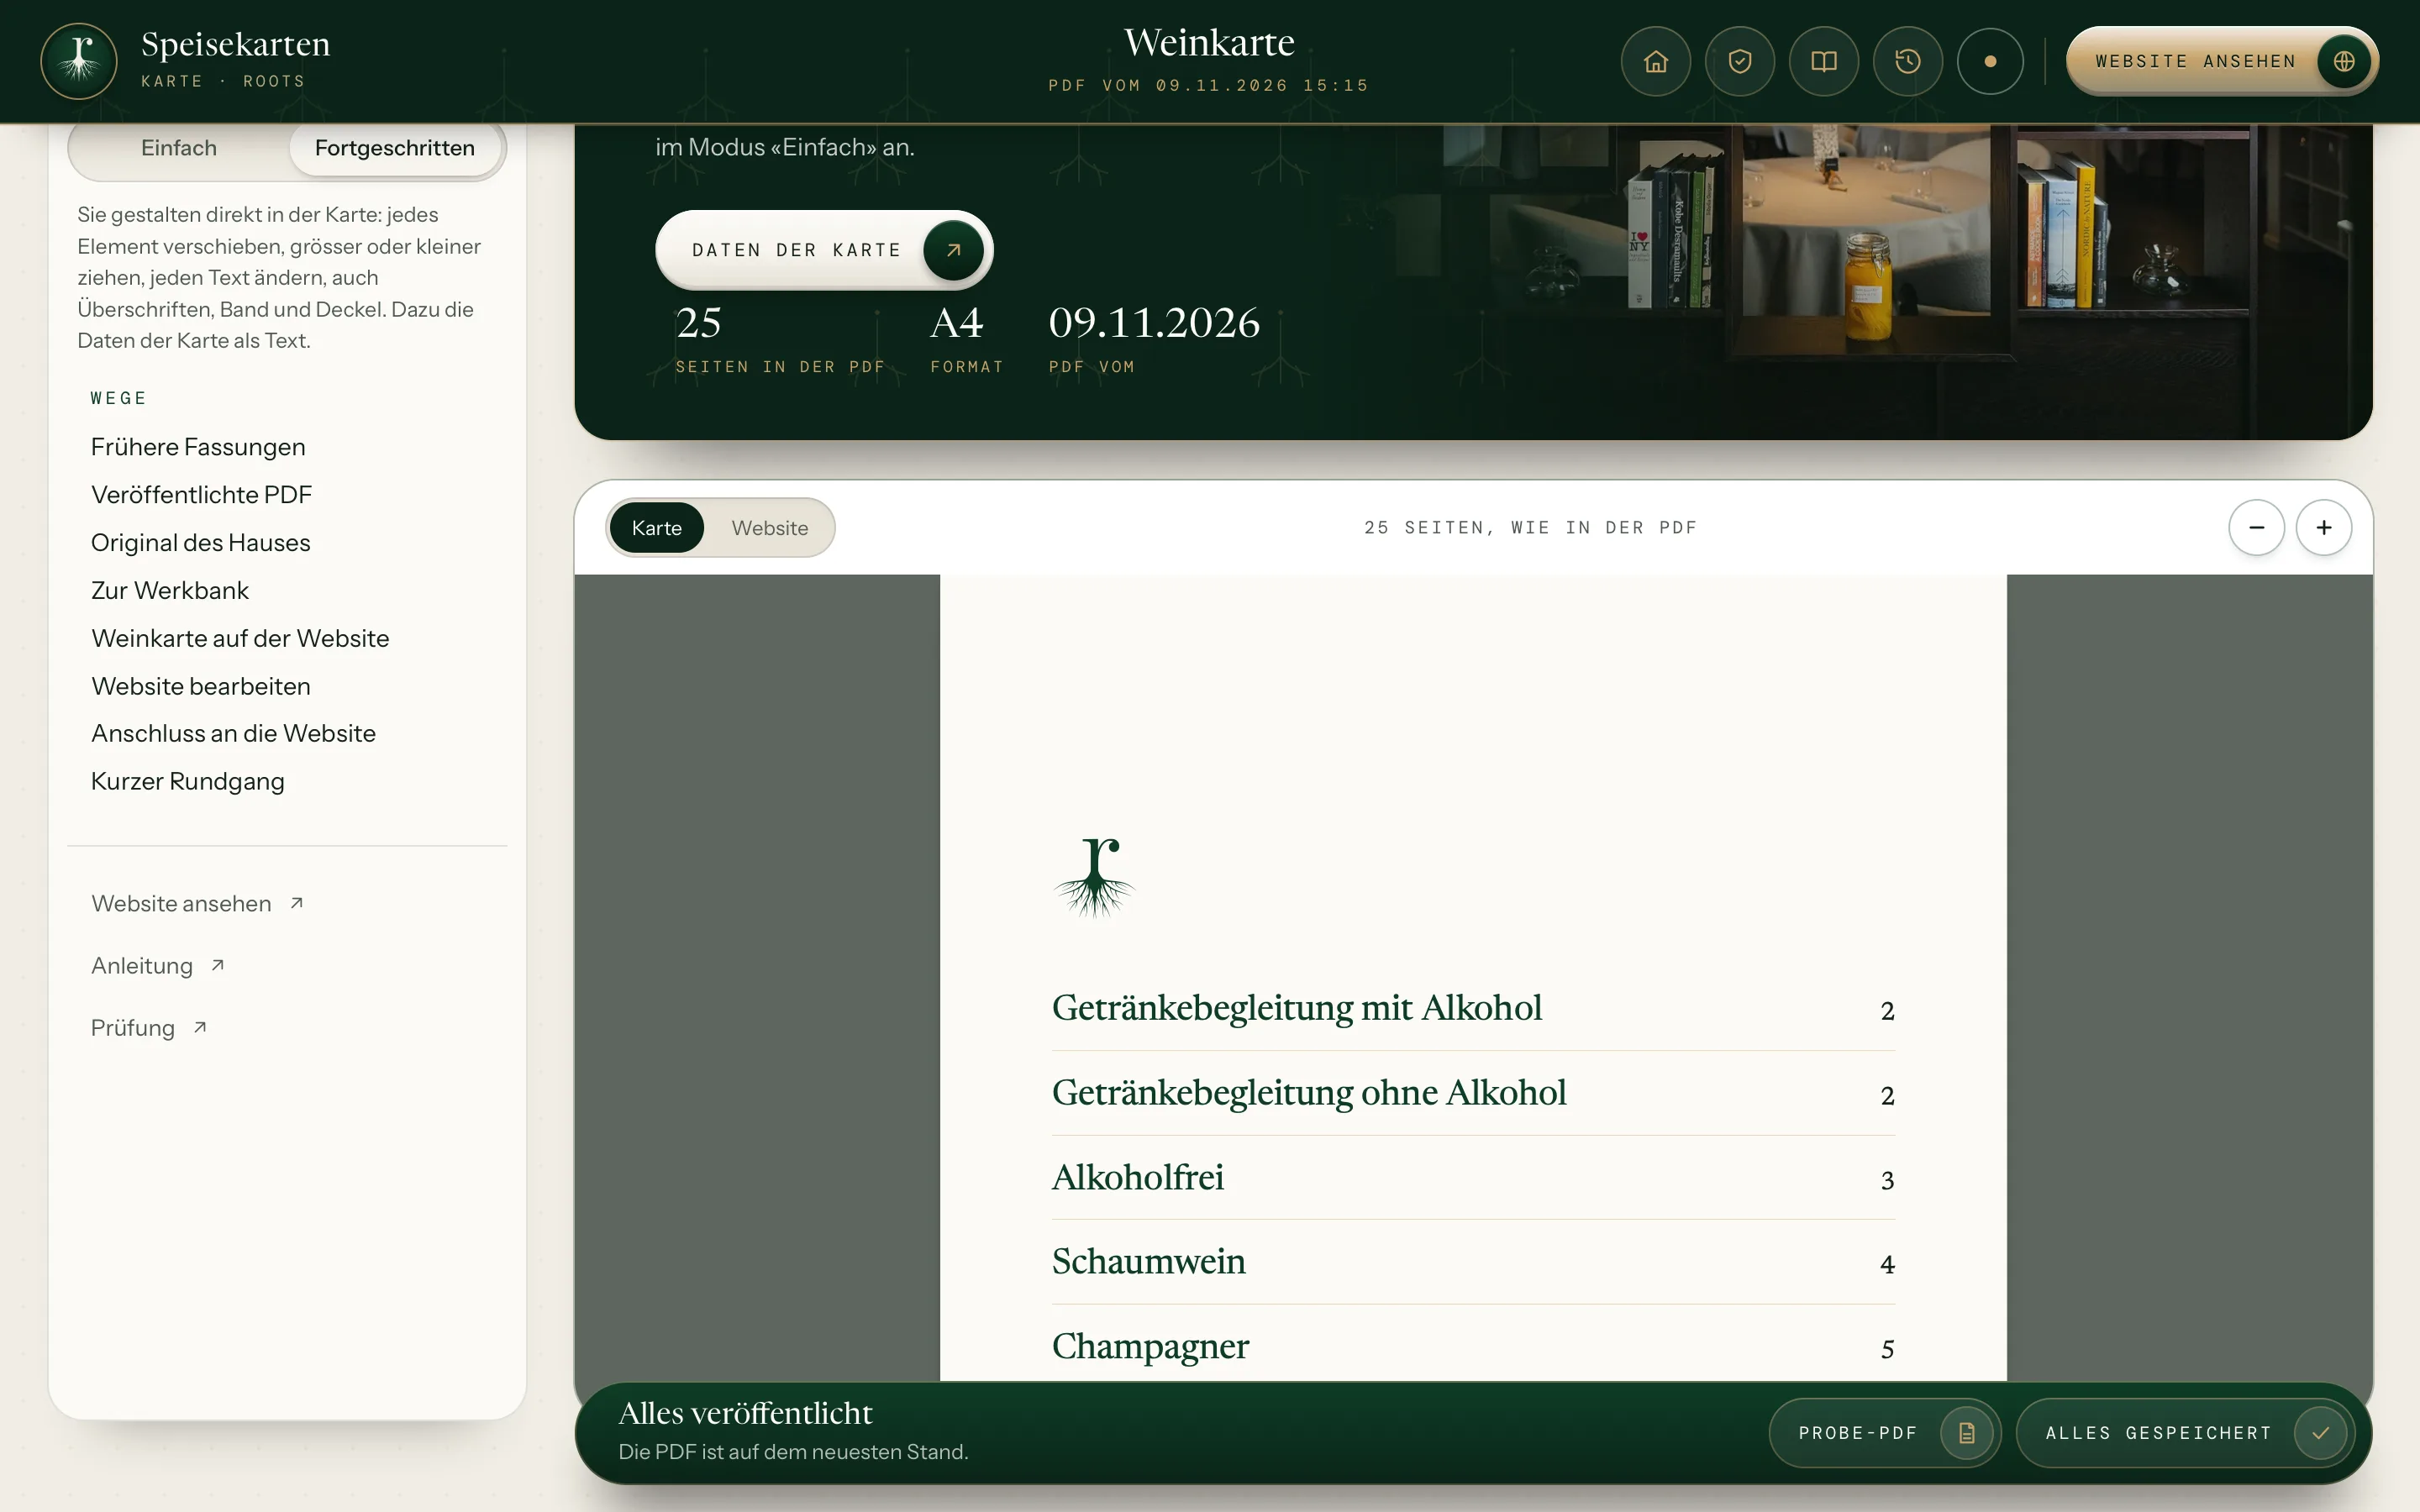 Speisekarten
KARTE · ROOTS
Weinkarte
PDF VOM 09.11.2026 15:15
WEBSITE ANSEHEN
Einfach
Fortgeschritten
Sie gestalten direkt in der Karte: jedes
Element verschieben, grösser oder kleiner
ziehen, jeden Text ändern, auch
Überschriften, Band und Deckel. Dazu die
Daten der Karte als Text.
WEGE
Frühere Fassungen
Veröffentlichte PDF
Original des Hauses
Zur Werkbank
Weinkarte auf der Website
Website bearbeiten
Anschluss an die Website
Kurzer Rundgang
Website ansehen
Anleitung
Prüfung
im Modus «Einfach» an.
DATEN DER KARTE
25
SEITEN IN DER PDF
A4
FORMAT
09.11.2026
PDF VOM
I ♥
NY
Kobe Desramaults
Karte
Website
25 SEITEN, WIE IN DER PDF
r
Getränkebegleitung mit Alkohol 2
Getränkebegleitung ohne Alkohol 2
Alkoholfrei 3
Schaumwein 4
Champagner 5
Alles veröffentlicht
Die PDF ist auf dem neuesten Stand.
PROBE-PDF
ALLES GESPEICHERT